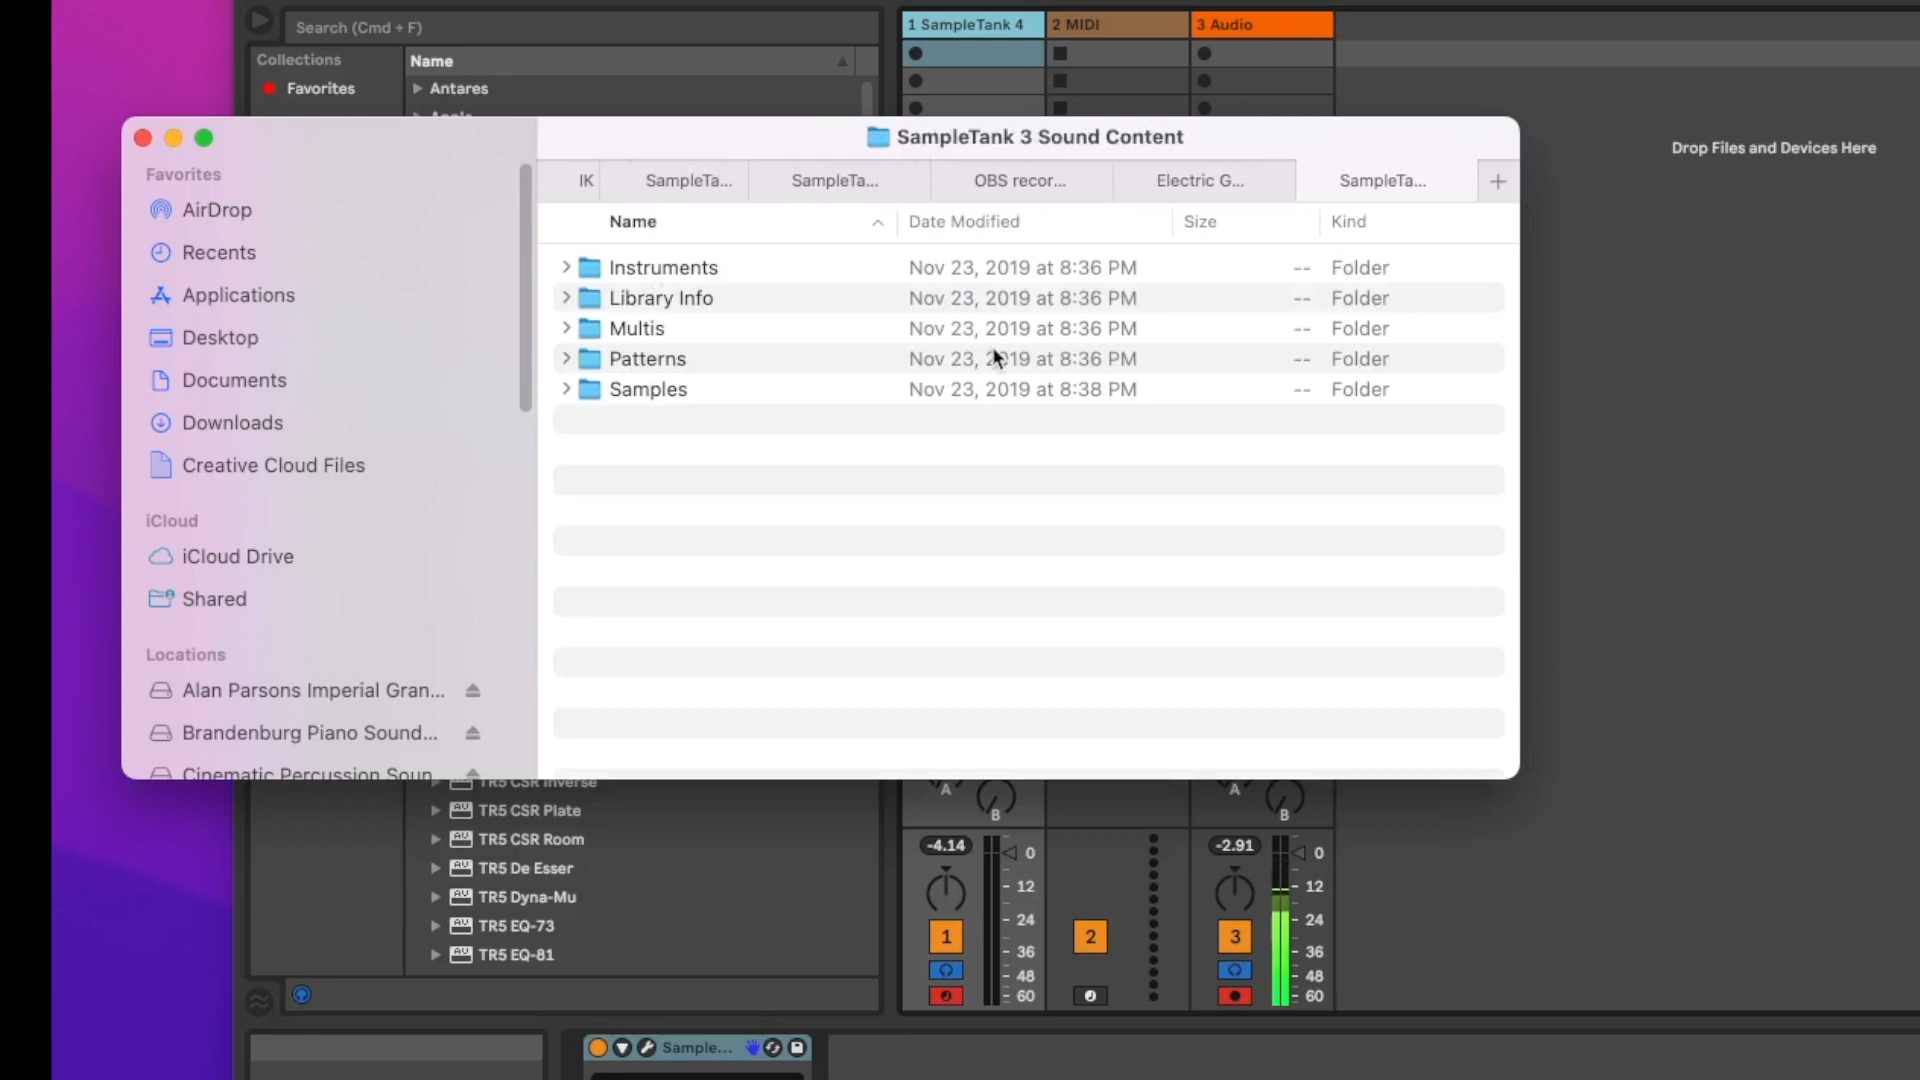 Search (Cmd + F)
Collections
Favorites
Name
Antares
1 SampleTank 4
2 MIDI
3 Audio
Drop Files and Devices Here
SampleTank 3 Sound Content
IK
SampleTa...
SampleTa...
OBS recor...
Electric G...
SampleTa...
+
Favorites
AirDrop
Recents
Applications
Desktop
Documents
Downloads
Creative Cloud Files
iCloud
iCloud Drive
Shared
Locations
Alan Parsons Imperial Gran...
Brandenburg Piano Sound...
Cinematic Percussion Soun
Name Date Modified Size Kind
Instruments Nov 23, 2019 at 8:36 PM -- Folder
Library Info Nov 23, 2019 at 8:36 PM -- Folder
Multis Nov 23, 2019 at 8:36 PM -- Folder
Patterns Nov 23, 2019 at 8:36 PM -- Folder
Samples Nov 23, 2019 at 8:38 PM -- Folder
TR5 CSR Inverse
TR5 CSR Plate
TR5 CSR Room
TR5 De Esser
TR5 Dyna-Mu
TR5 EQ-73
TR5 EQ-81
A
B
-4.14
0
12
24
36
48
60
1
2
A
B
-2.91
0
12
24
36
48
60
3
Sample...